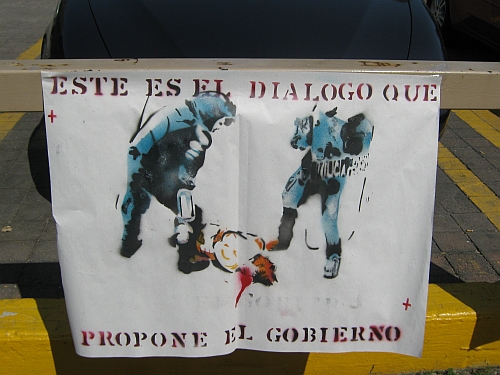 ESTE ES EL DIALOGO QUE
PROPONE EL GOBIERNO